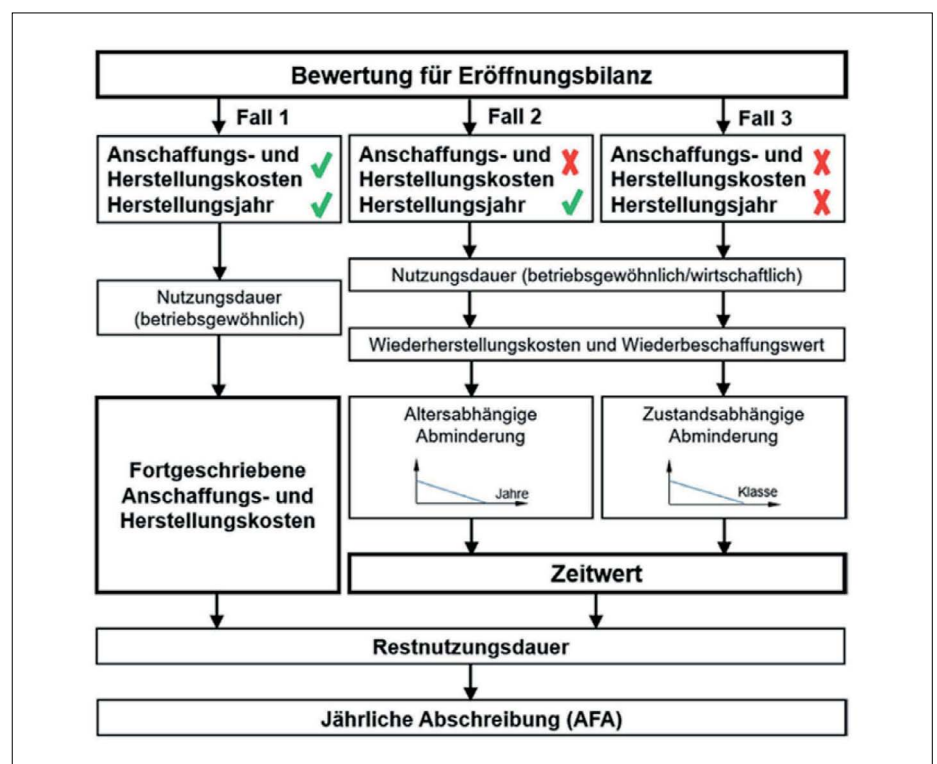 Bewertung für Eröffnungsbilanz
Fall 1
Fall 2
Fall 3
Anschaffungs- und
Herstellungskosten
Herstellungsjahr
Anschaffungs- und
Herstellungskosten
Herstellungsjahr
Anschaffungs- und
Herstellungskosten
Herstellungsjahr
Nutzungsdauer
(betriebsgewöhnlich)
Nutzungsdauer (betriebsgewöhnlich/wirtschaftlich)
Wiederherstellungskosten und Wiederbeschaffungswert
Fortgeschriebene
Anschaffungs- und
Herstellungskosten
Altersabhängige
Abminderung
Jahre
Zustandsabhängige
Abminderung
Klasse
Zeitwert
Restnutzungsdauer
Jährliche Abschreibung (AFA)